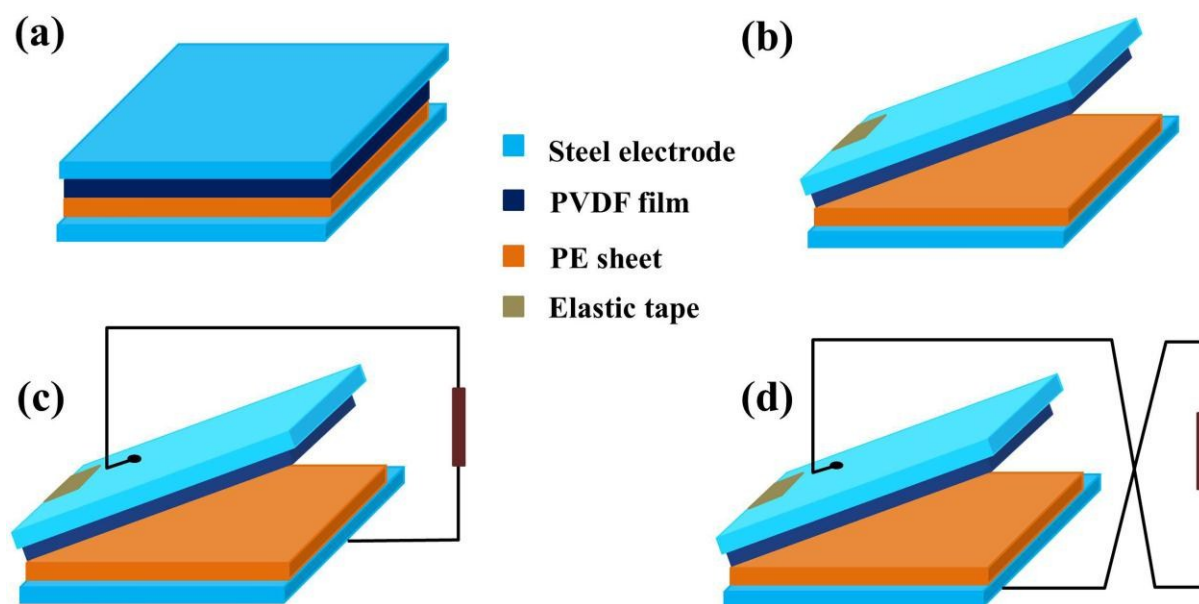 (a)
(b)
Steel electrode
PVDF film
PE sheet
Elastic tape
(c)
(d)